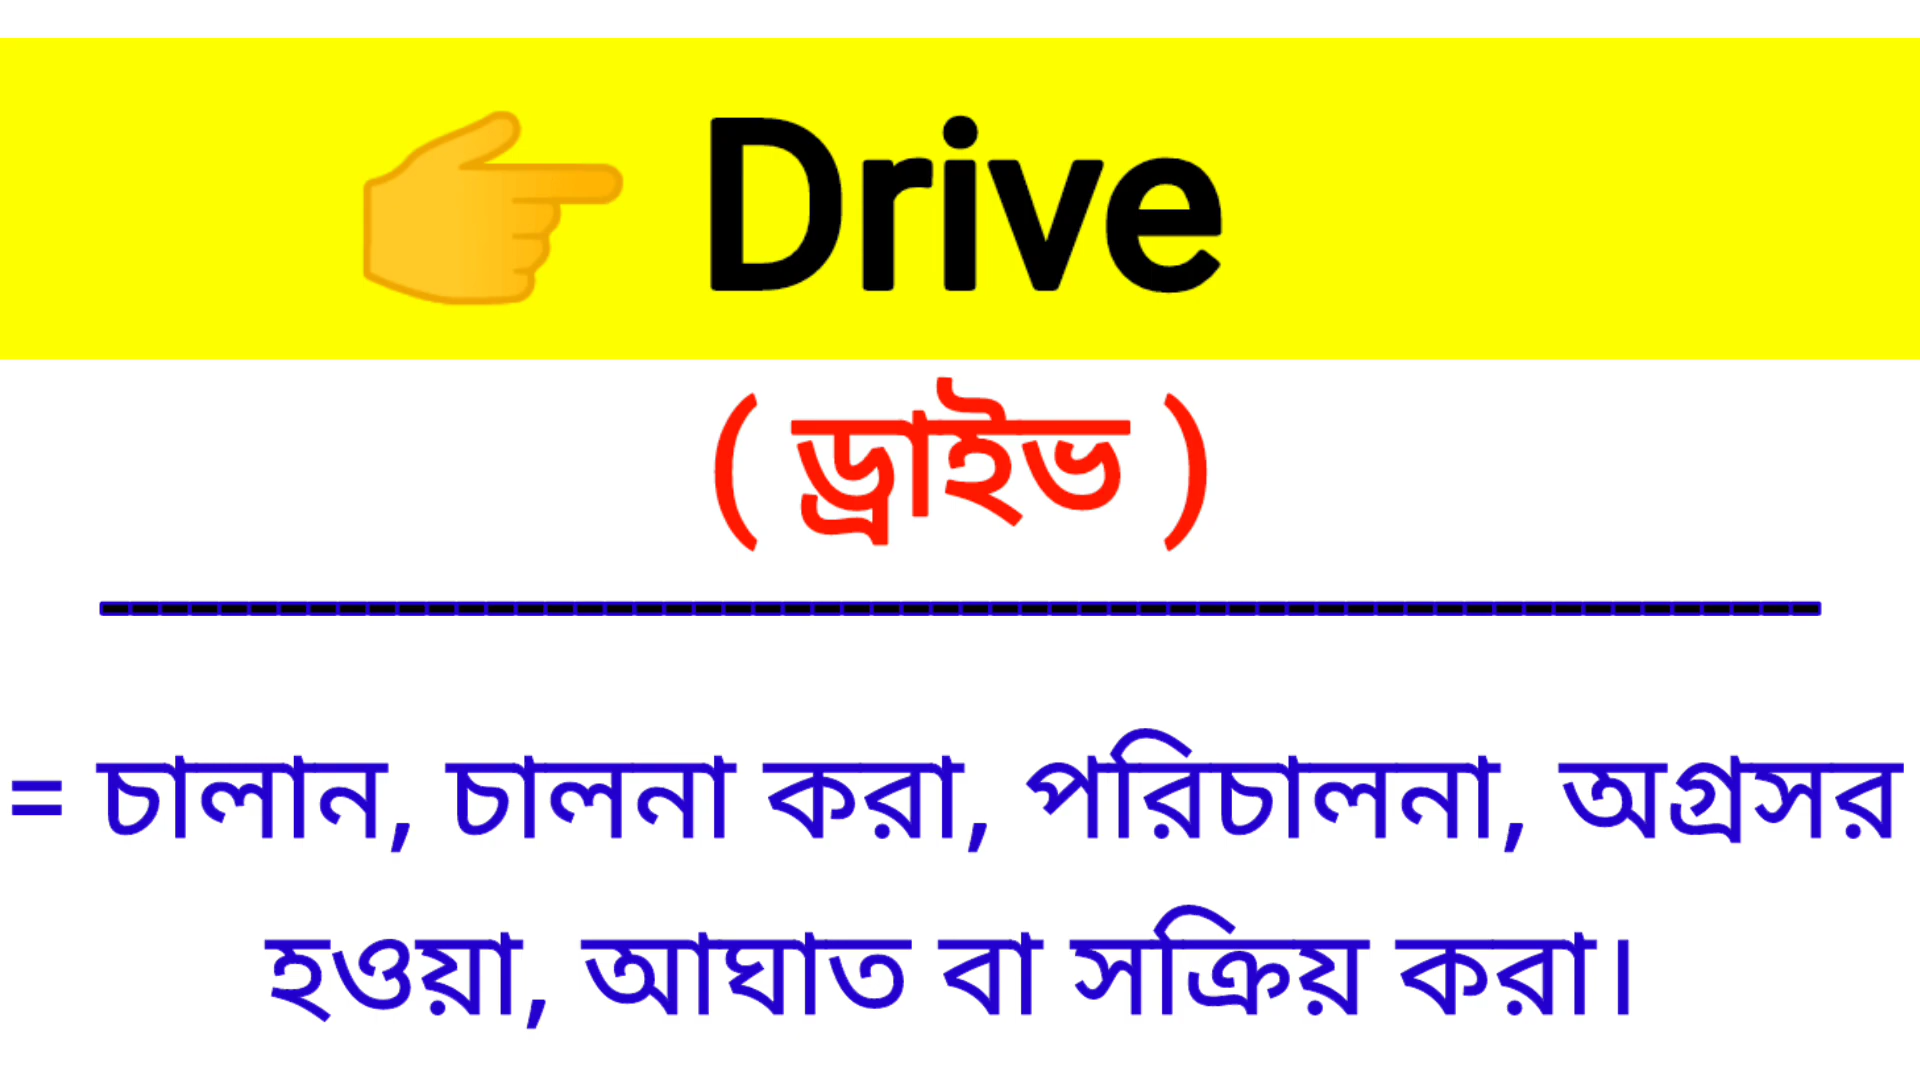 👉 Drive
( ড্রাইভ )
----------------------------------------------------------
= চালান, চালনা করা, পরিচালনা, অগ্রসর
হওয়া, আঘাত বা সক্রিয় করা।